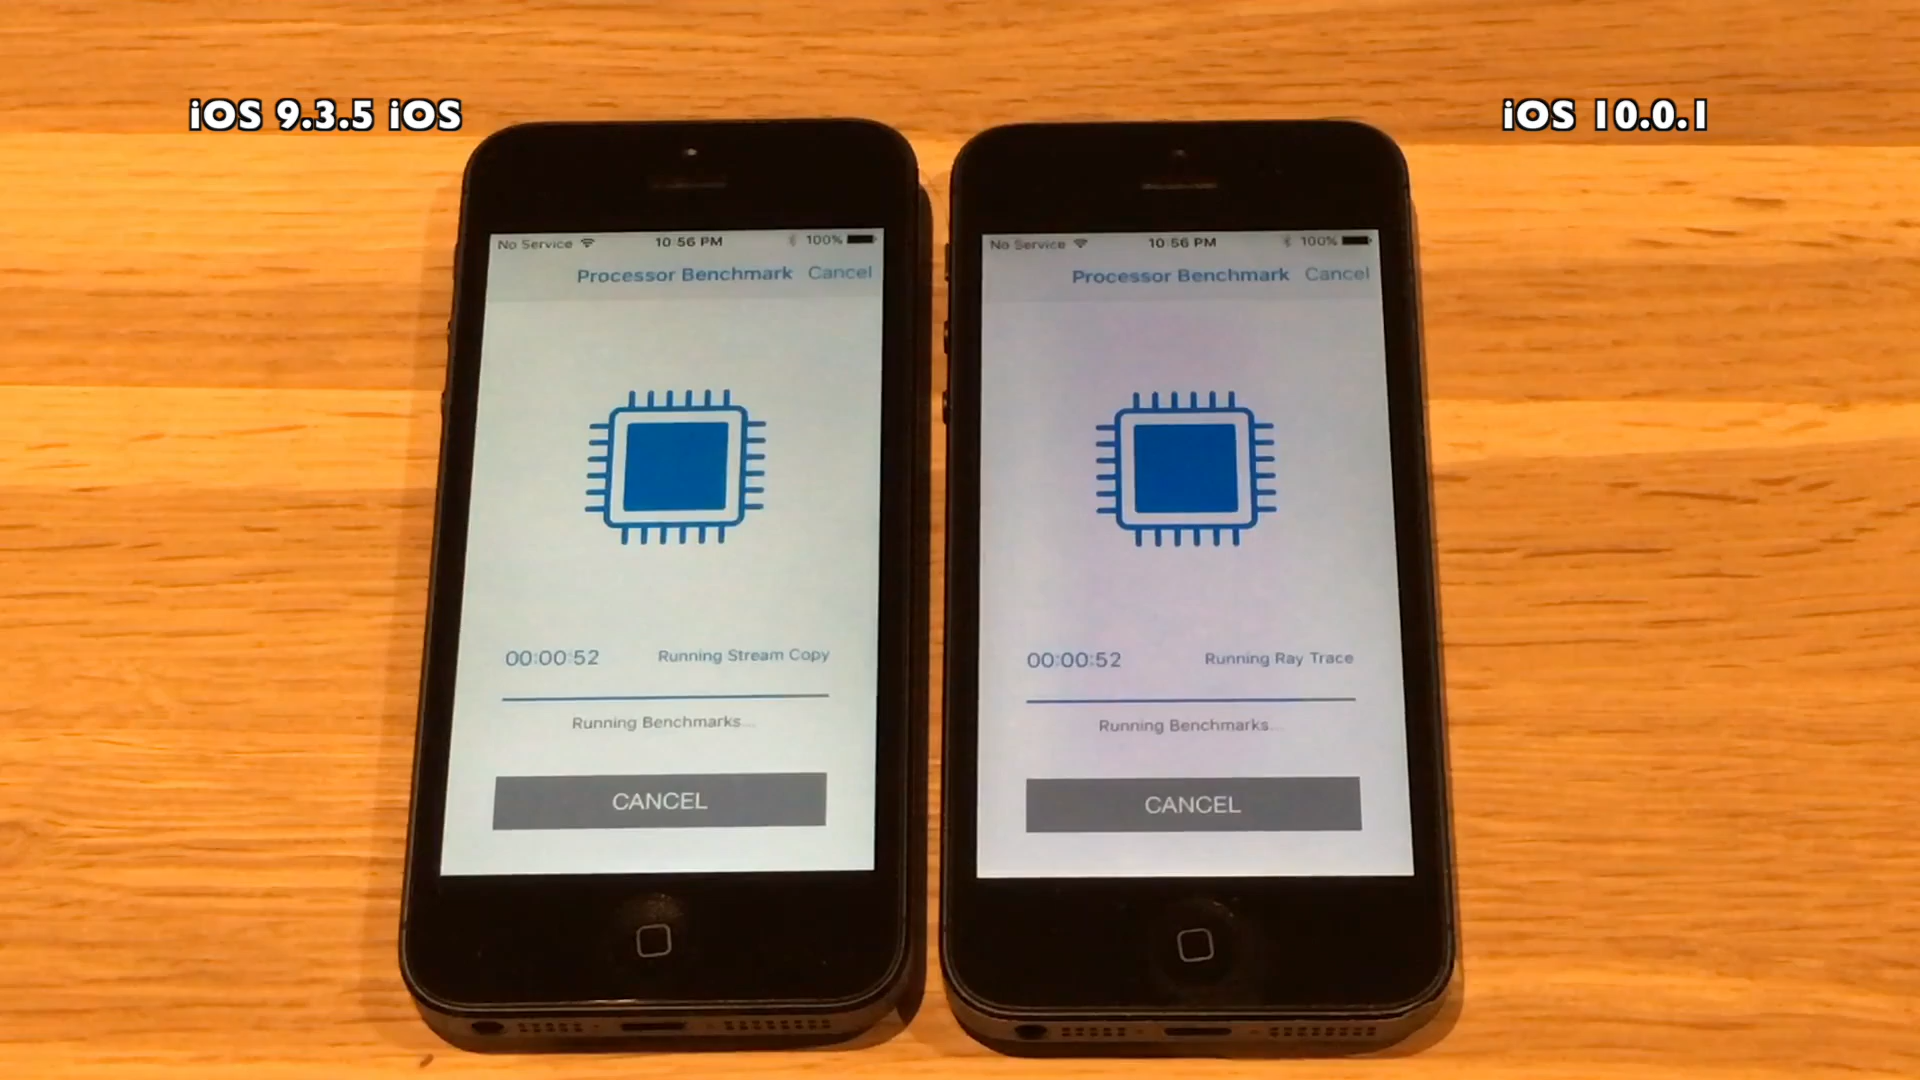 iOS 9.3.5 iOS
iOS 10.0.1
No Service 10:56 PM 100%
Processor Benchmark Cancel
00:00:52 Running Stream Copy
Running Benchmarks...
CANCEL
No Service 10:56 PM 100%
Processor Benchmark Cancel
00:00:52 Running Ray Trace
Running Benchmarks...
CANCEL